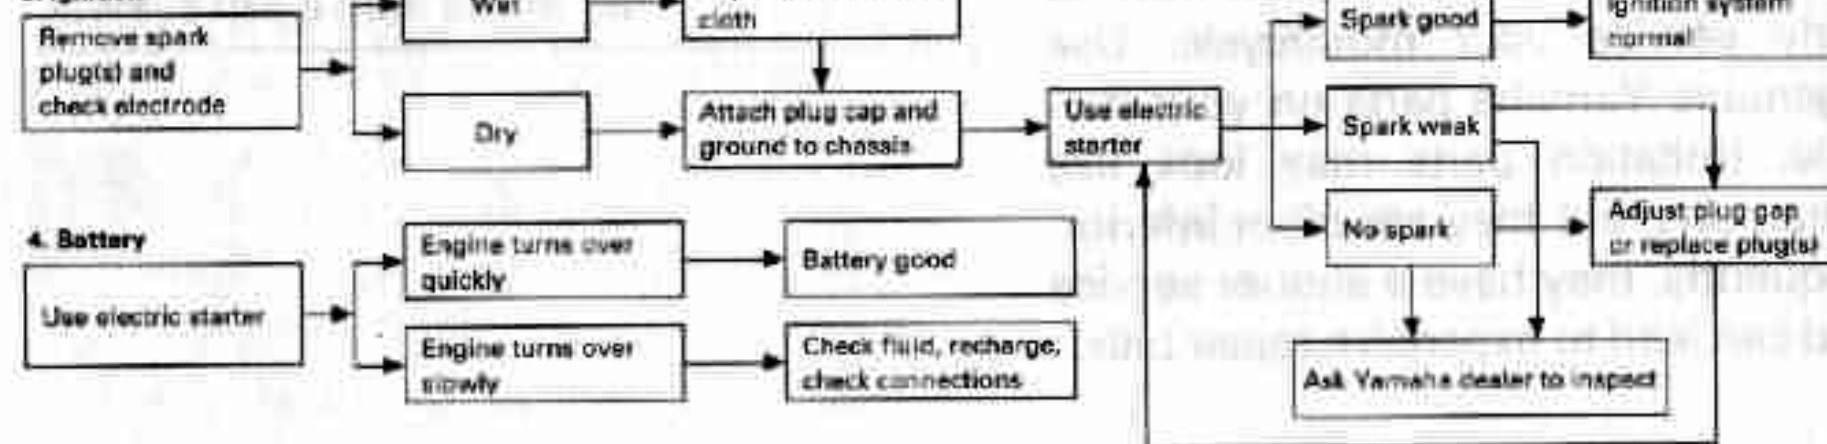 Remove spark
plug(s) and
check electrode
Wet
cloth
Dry
Attach plug cap and
ground to chassis
Use electric
starter
Spark good
Ignition system
normal
Spark weak
No spark
Adjust plug gap
or replace plug(s)
Ask Yamaha dealer to inspect
4. Battery
Use electric starter
Engine turns over
quickly
Battery good
Engine turns over
slowly
Check fluid, recharge,
check connections